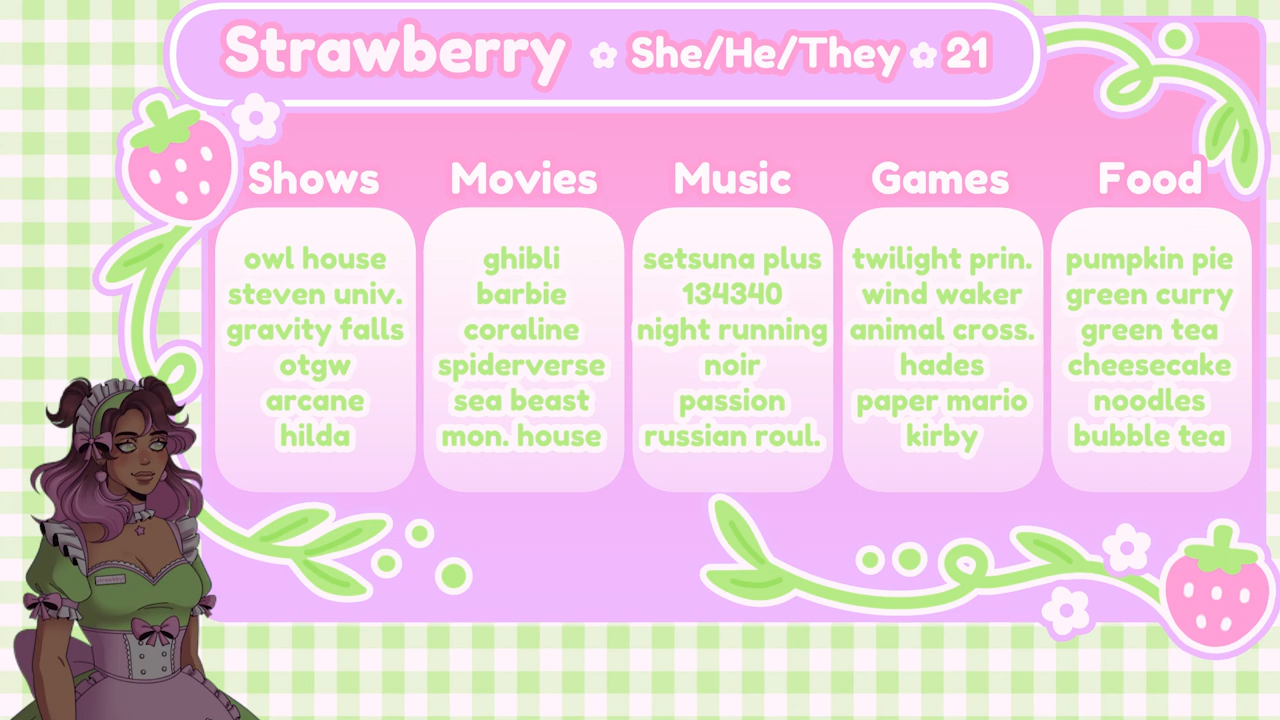 Strawberry She/He/They 21
Shows
owl house
steven univ.
gravity falls
otgw
arcane
hilda
Movies
ghibli
barbie
coraline
spiderverse
sea beast
mon. house
Music
setsuna plus
134340
night running
noir
passion
russian roul.
Games
twilight prin.
wind waker
animal cross.
hades
paper mario
kirby
Food
pumpkin pie
green curry
green tea
cheesecake
noodles
bubble tea